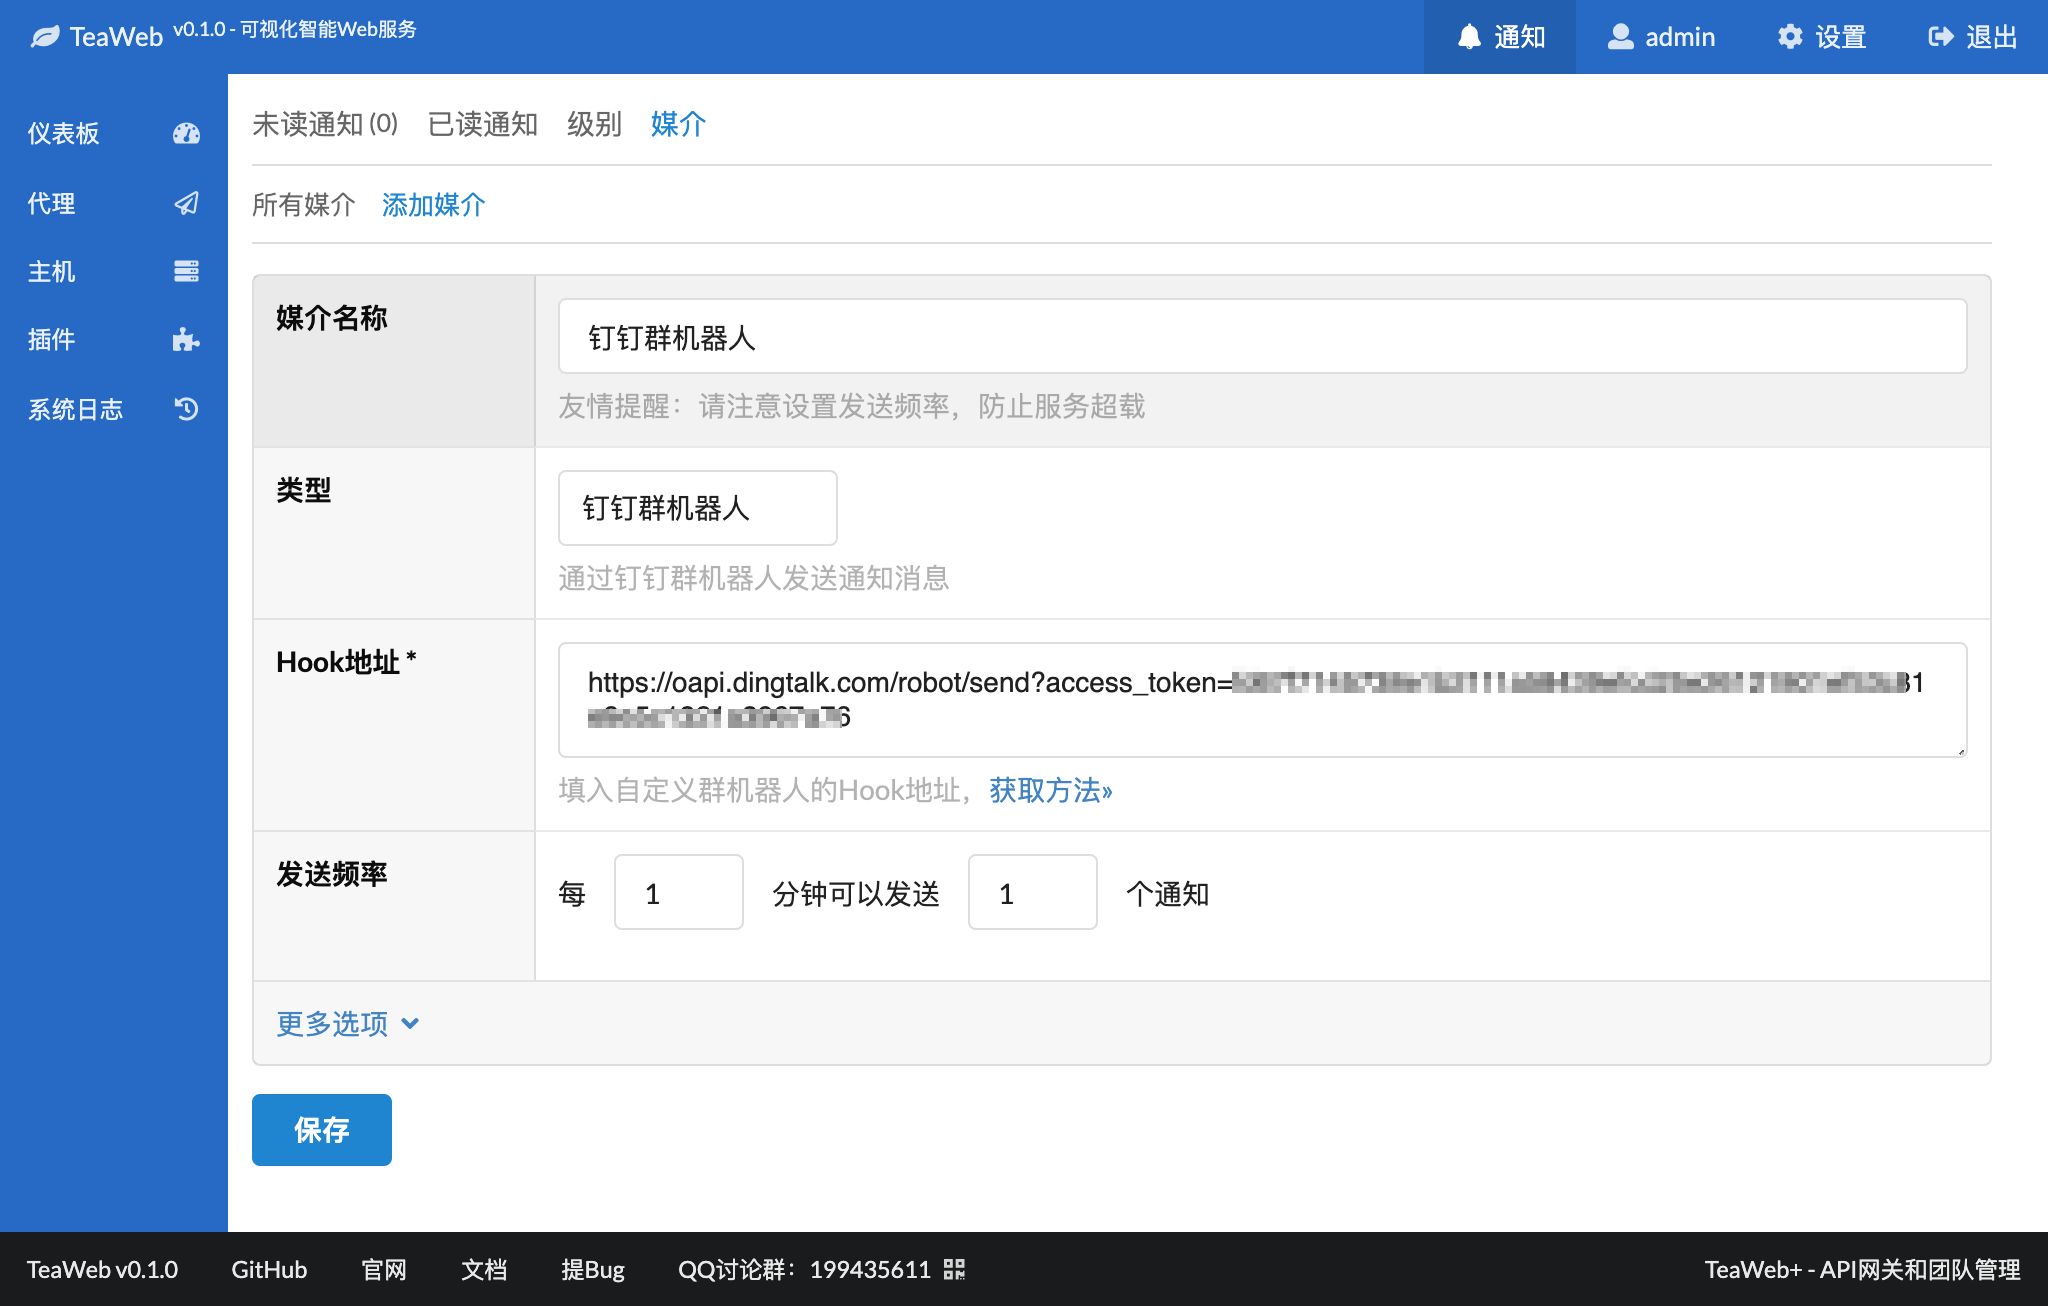 TeaWeb v0.1.0 - 可视化智能Web服务
通知 admin 设置 退出
仪表板
代理
主机
插件
系统日志
未读通知 (0) 已读通知 级别 媒介
所有媒介 添加媒介
媒介名称
钉钉群机器人
友情提醒：请注意设置发送频率，防止服务超载
类型
钉钉群机器人
通过钉钉群机器人发送通知消息
Hook地址 *
https://oapi.dingtalk.com/robot/send?access_token=
填入自定义群机器人的Hook地址，获取方法»
发送频率
每 1 分钟可以发送 1 个通知
更多选项
保存
TeaWeb v0.1.0 GitHub 官网 文档 提Bug QQ讨论群：199435611 TeaWeb+ - API网关和团队管理